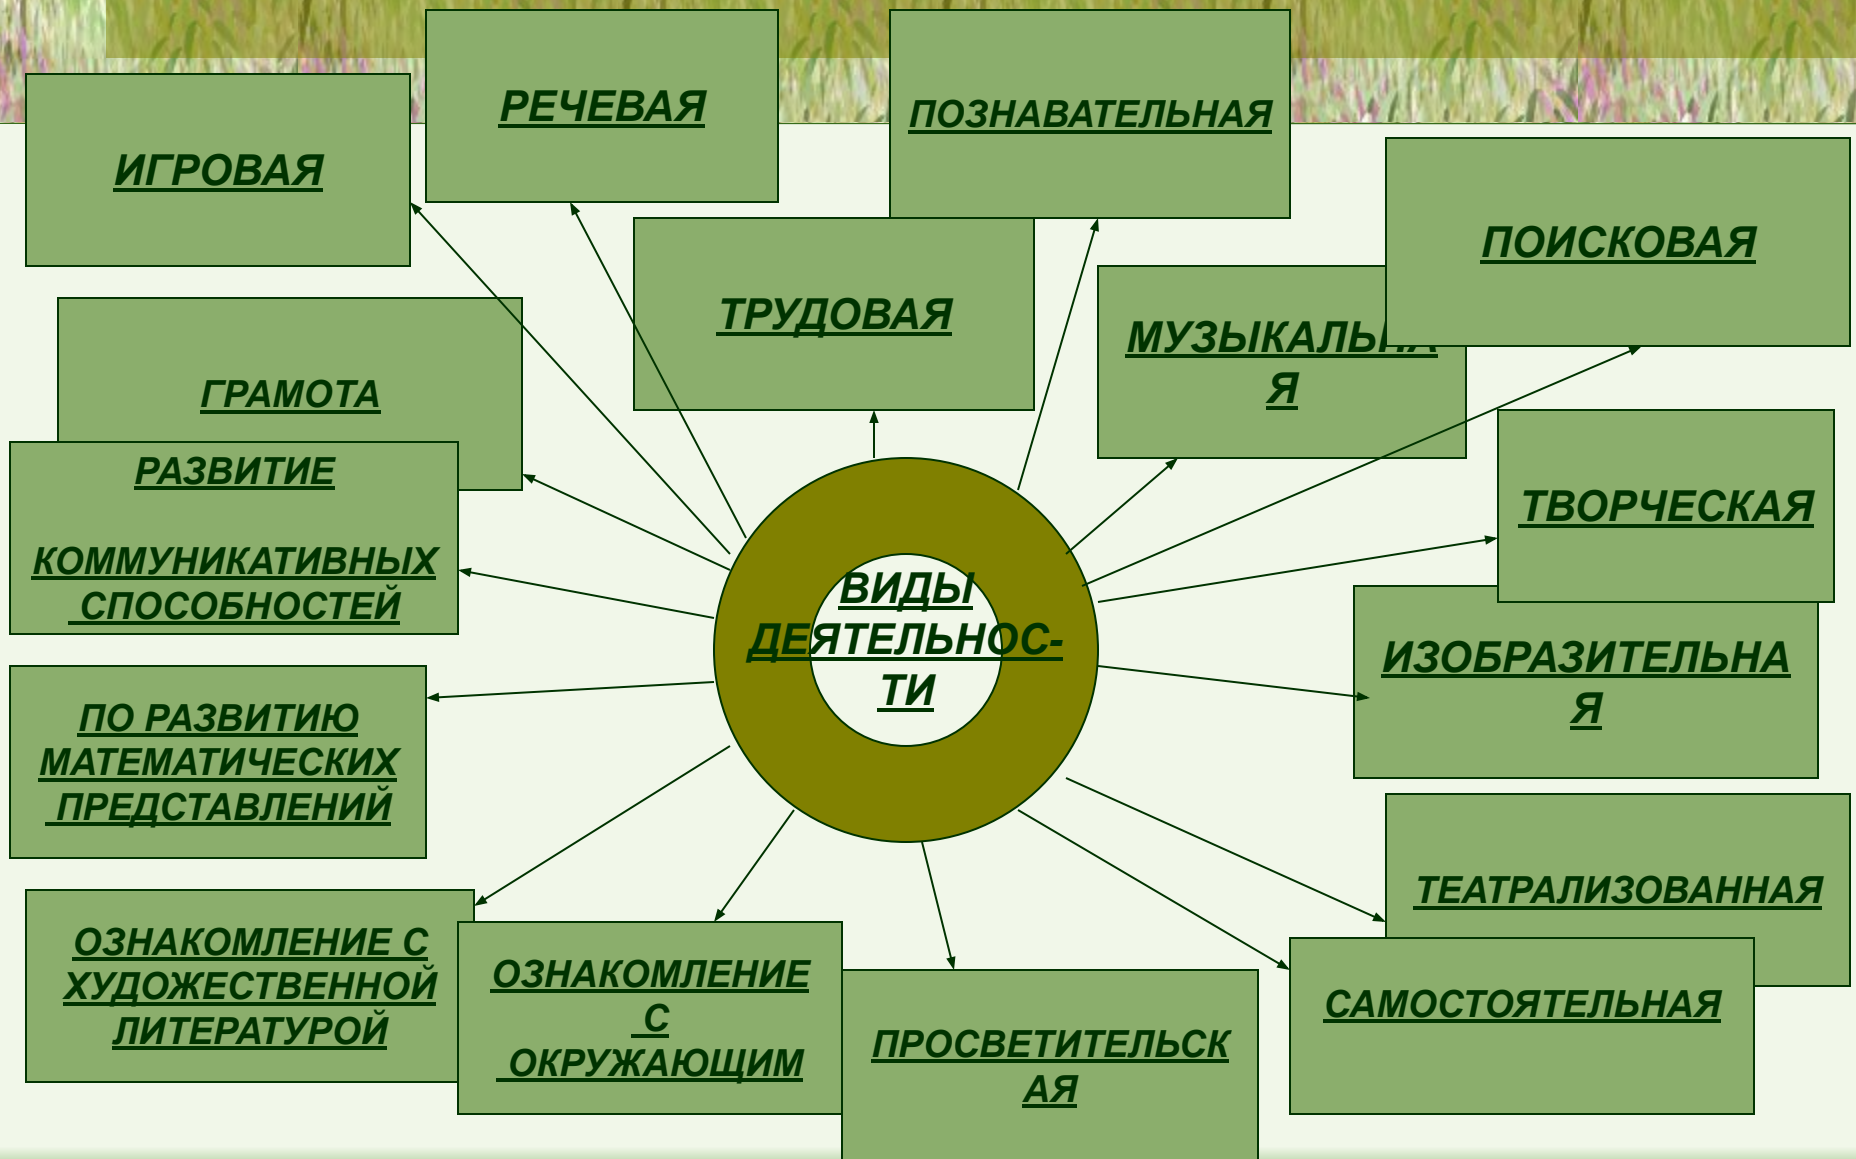 РЕЧЕВАЯ
ПОЗНАВАТЕЛЬНАЯ
ИГРОВАЯ
ПОИСКОВАЯ
ТРУДОВАЯ
МУЗЫКАЛЬНА
Я
ГРАМОТА
РАЗВИТИЕ
КОММУНИКАТИВНЫХ
СПОСОБНОСТЕЙ
ТВОРЧЕСКАЯ
ВИДЫ
ДЕЯТЕЛЬНОС-
ТИ
ИЗОБРАЗИТЕЛЬНА
Я
ПО РАЗВИТИЮ
МАТЕМАТИЧЕСКИХ
ПРЕДСТАВЛЕНИЙ
ТЕАТРАЛИЗОВАННАЯ
ОЗНАКОМЛЕНИЕ С
ХУДОЖЕСТВЕННОЙ
ЛИТЕРАТУРОЙ
ОЗНАКОМЛЕНИЕ
С
ОКРУЖАЮЩИМ
ПРОСВЕТИТЕЛЬСК
АЯ
САМОСТОЯТЕЛЬНАЯ